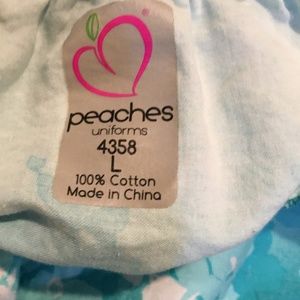 peaches
uniforms
4358
L
100% Cotton
Made in China